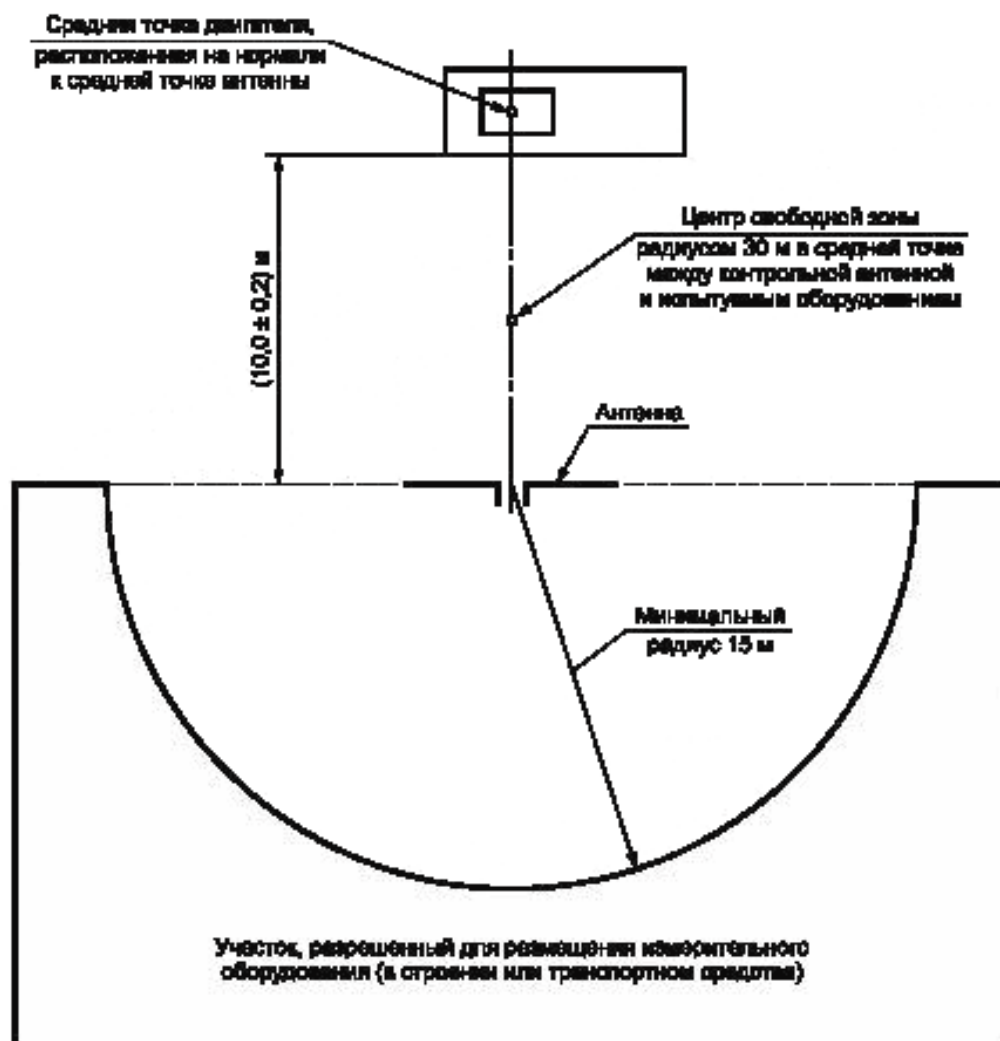 Средняя точка двигателя,
расположенная на нормали
к средней точке антенны
Центр свободной зоны
радиусом 30 м в средней точке
между контрольной антенной
и испытуемым оборудованием
(10,0 ± 0,2) м
Антенна
Минимальный
радиус 15 м
Участок, разрешенный для размещения измерительного
оборудования (в строении или транспортном средстве)